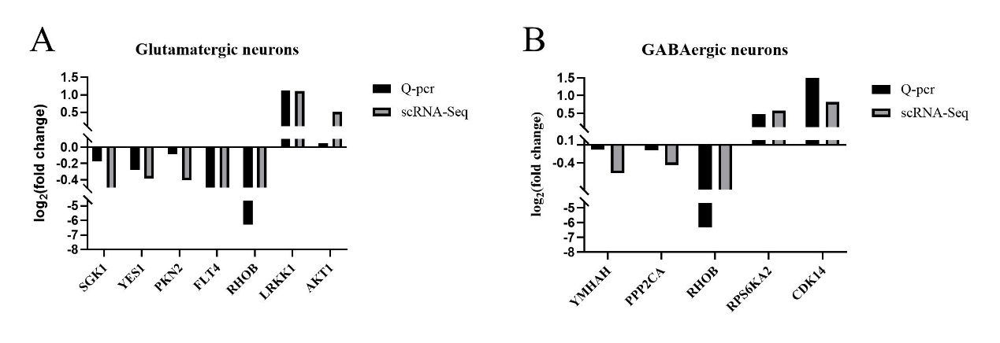 A
Glutamatergic neurons
log2(fold change)
1.5
1.0
0.5
0.0
-0.2
-0.4
-5
-6
-7
-8
SGK1
YES1
PKN2
FLT4
RHOB
LRKK1
AKT1
Q-pcr
scRNA-Seq
B
GABAergic neurons
log2(fold change)
1.5
1.0
0.5
0.1
-0.4
-5
-6
-7
-8
YMHAH
PPP2CA
RHOB
RPS6KA2
CDK14
Q-pcr
scRNA-Seq